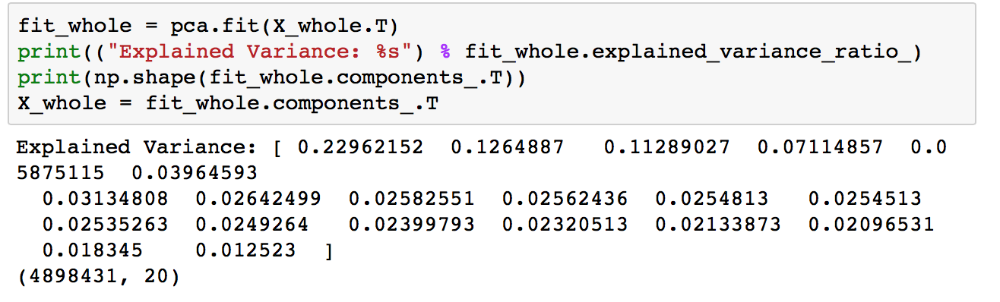 fit_whole = pca.fit(X_whole.T)
print(("Explained Variance: %s") % fit_whole.explained_variance_ratio_)
print(np.shape(fit_whole.components_.T))
X_whole = fit_whole.components_.T
Explained Variance: [ 0.22962152  0.1264887   0.11289027  0.07114857  0.0
5875115  0.03964593
  0.03134808  0.02642499  0.02582551  0.02562436  0.0254813   0.0254513
  0.02535263  0.0249264   0.02399793  0.02320513  0.02133873  0.02096531
  0.018345    0.012523  ]
(4898431, 20)